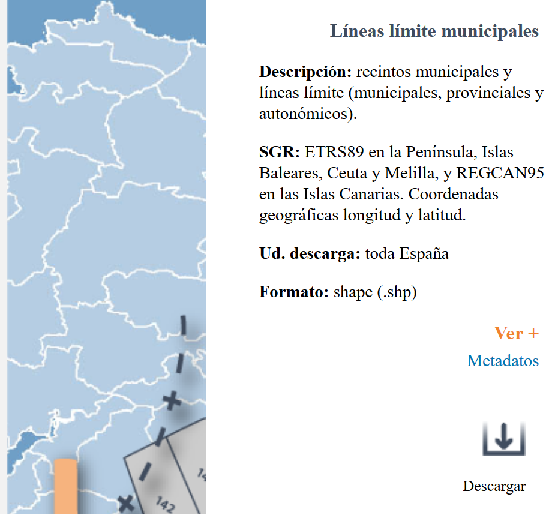 Líneas límite municipales
Descripción: recintos municipales y
líneas límite (municipales, provinciales y
autonómicos).
SGR: ETRS89 en la Península, Islas
Baleares, Ceuta y Melilla, y REGCAN95
en las Islas Canarias. Coordenadas
geográficas longitud y latitud.
Ud. descarga: toda España
Formato: shape (.shp)
Ver +
Metadatos
Descargar
142